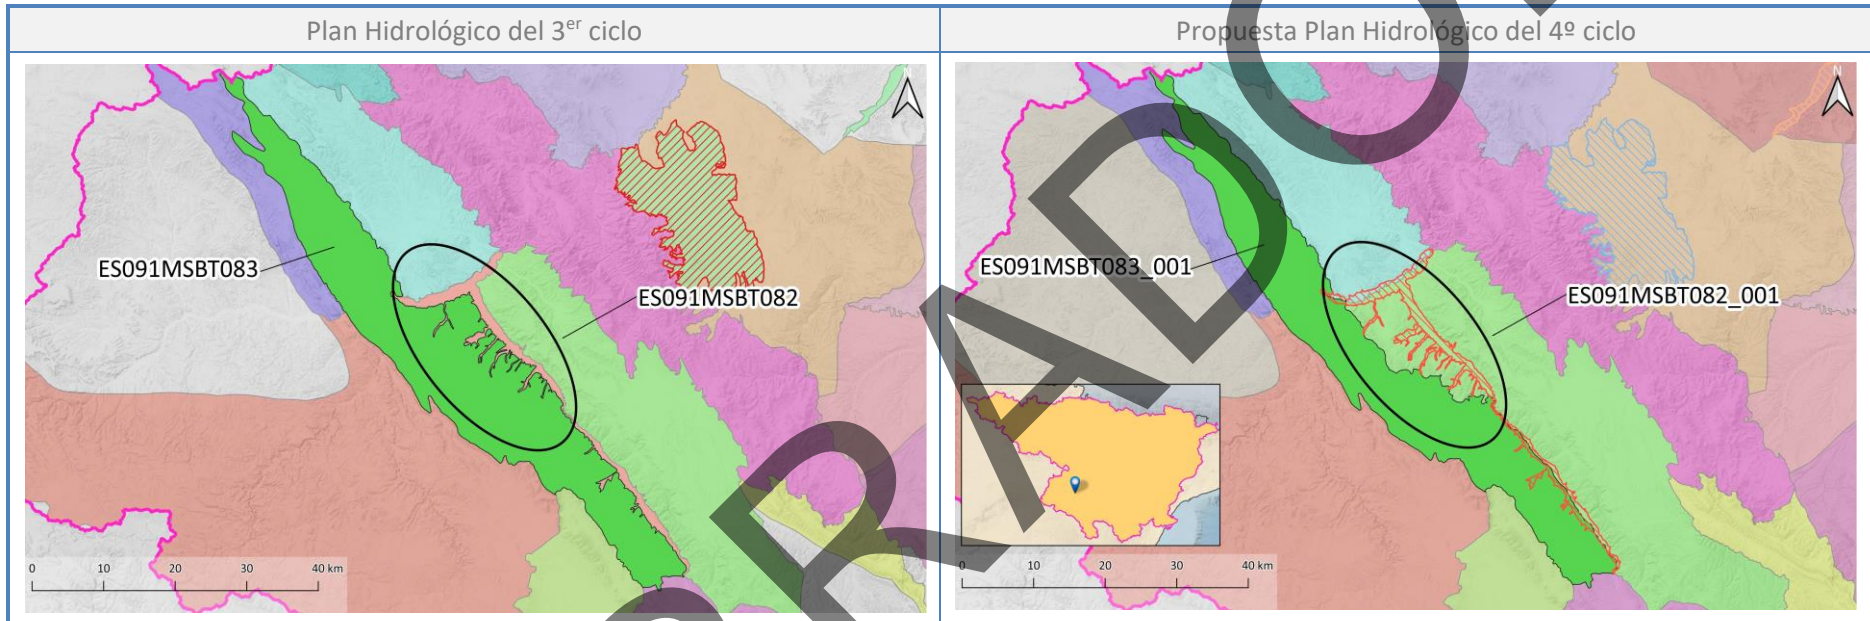 Plan Hidrológico del 3er ciclo
Propuesta Plan Hidrológico del 4º ciclo
N
ES091MSBT083
ES091MSBT082
0 10 20 30 40 km
N
ES091MSBT083_001
ES091MSBT082_001
0 10 20 30 40 km
RADO